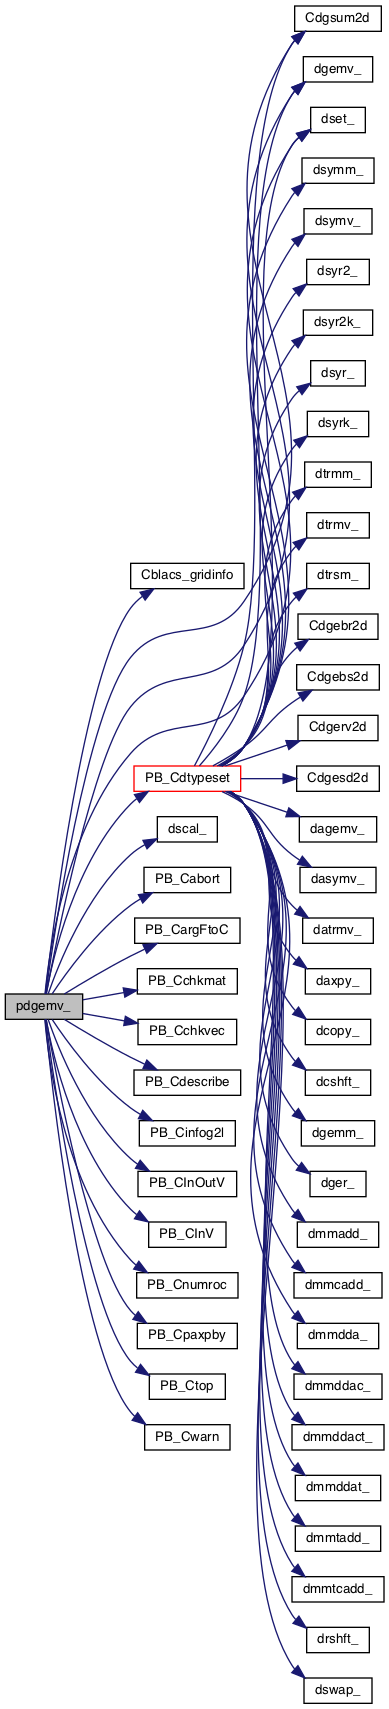 Cdgsum2d
dgemv_
dset_
dsymm_
dsymv_
dsyr2_
dsyr2k_
dsyr_
dsyrk_
dtrmm_
dtrmv_
Cblacs_gridinfo
dtrsm_
Cdgebr2d
Cdgebs2d
Cdgerv2d
PB_Cdtypeset
Cdgesd2d
dscal_
dagemv_
PB_Cabort
dasymv_
PB_CargFtoC
datrmv_
PB_Cchkmat
daxpy_
pdgemv_
PB_Cchkvec
dcopy_
PB_Cdescribe
dcshft_
PB_Cinfog2l
dgemm_
PB_CInOutV
dger_
PB_CInV
dmmadd_
PB_Cnumroc
dmmcadd_
PB_Cpaxpby
dmmdda_
PB_Ctop
dmmddac_
PB_Cwarn
dmmddact_
dmmddat_
dmmtadd_
dmmtcadd_
drshft_
dswap_